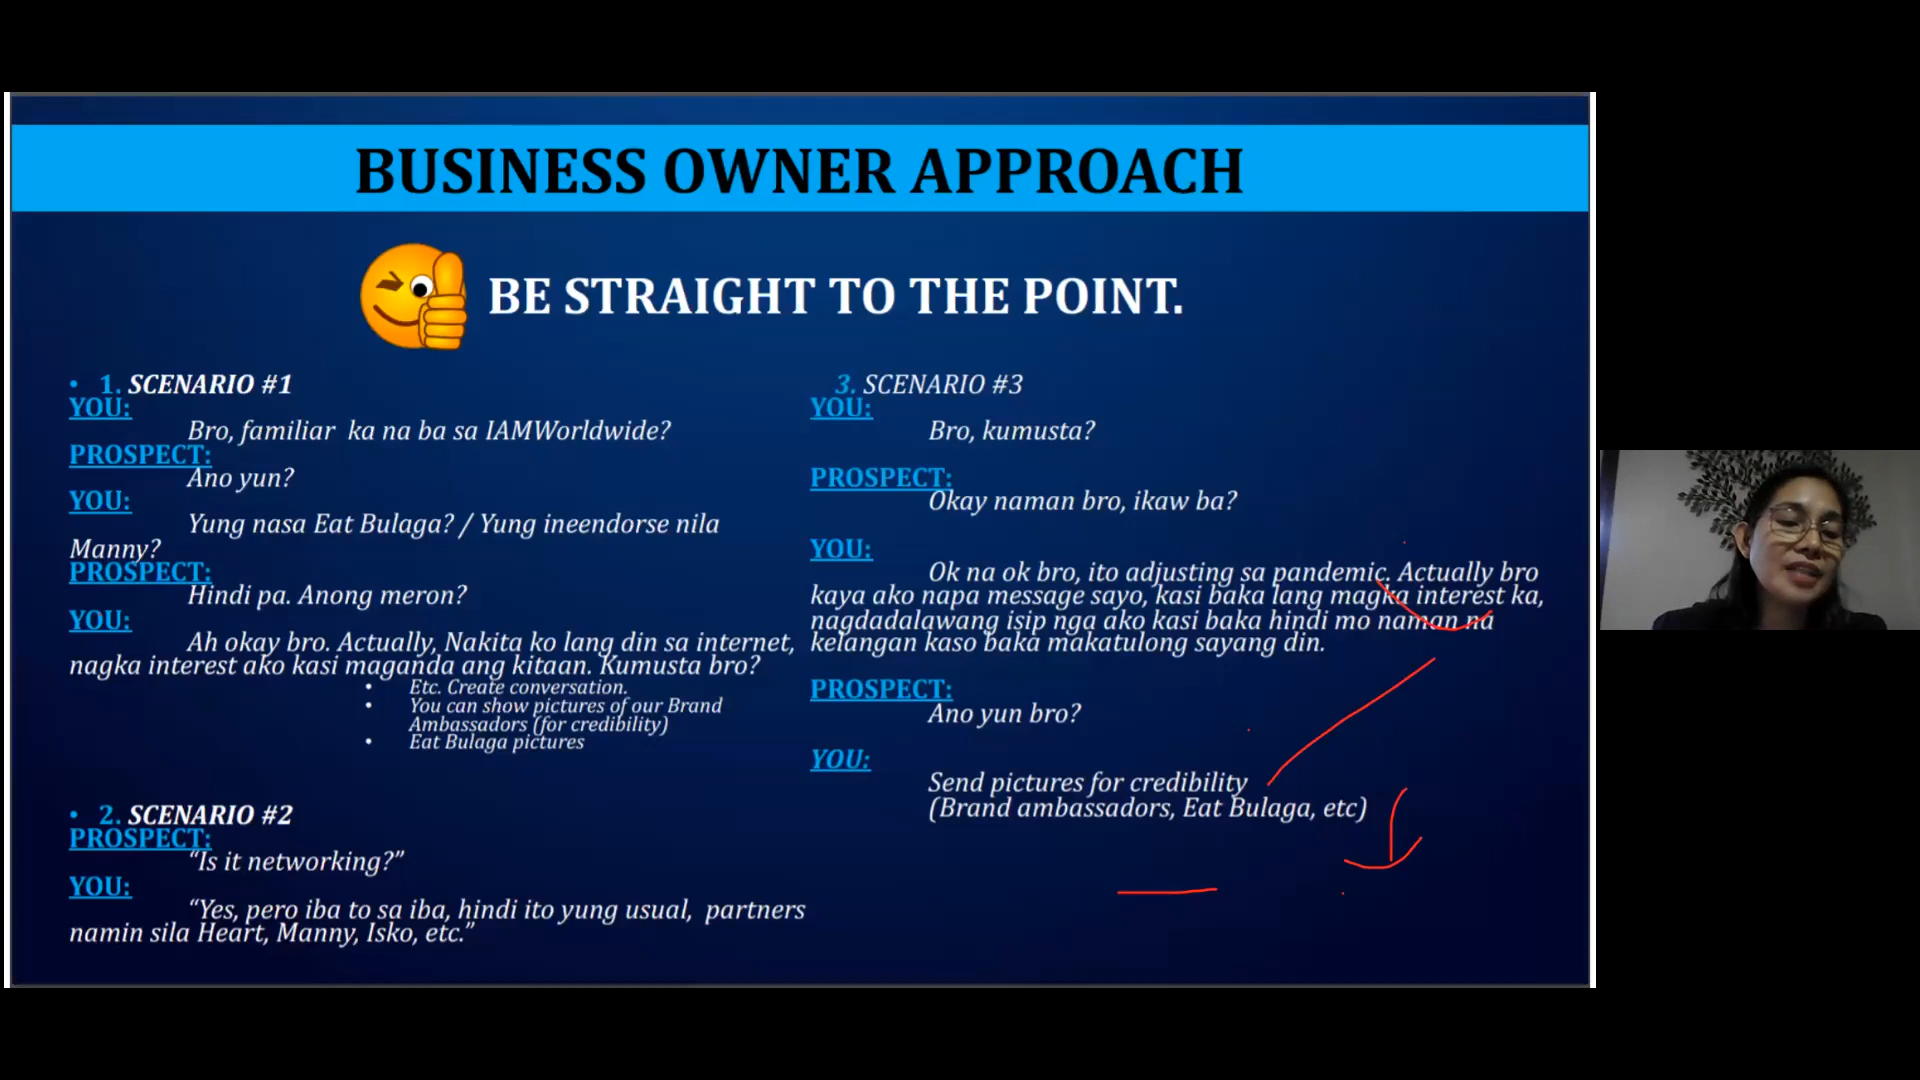 BUSINESS OWNER APPROACH
BE STRAIGHT TO THE POINT.
• 1. SCENARIO #1
YOU:
Bro, familiar ka na ba sa IAMWorldwide?
PROSPECT:
Ano yun?
YOU:
Yung nasa Eat Bulaga? / Yung ineendorse nila
Manny?
PROSPECT:
Hindi pa. Anong meron?
YOU:
Ah okay bro. Actually, Nakita ko lang din sa internet,
nagka interest ako kasi maganda ang kitaan. Kumusta bro?
• Etc. Create conversation.
• You can show pictures of our Brand
Ambassadors (for credibility)
• Eat Bulaga pictures
• 2. SCENARIO #2
PROSPECT:
“Is it networking?”
YOU:
“Yes, pero iba to sa iba, hindi ito yung usual, partners
namin sila Heart, Manny, Isko, etc.”
3. SCENARIO #3
YOU:
Bro, kumusta?
PROSPECT:
Okay naman bro, ikaw ba?
YOU:
Ok na ok bro, ito adjusting sa pandemic. Actually bro
kaya ako napa message sayo, kasi baka lang magka interest ka,
nagdadalawang isip nga ako kasi baka hindi mo naman na
kelangan kaso baka makatulong sayang din.
PROSPECT:
Ano yun bro?
YOU:
Send pictures for credibility
(Brand ambassadors, Eat Bulaga, etc)